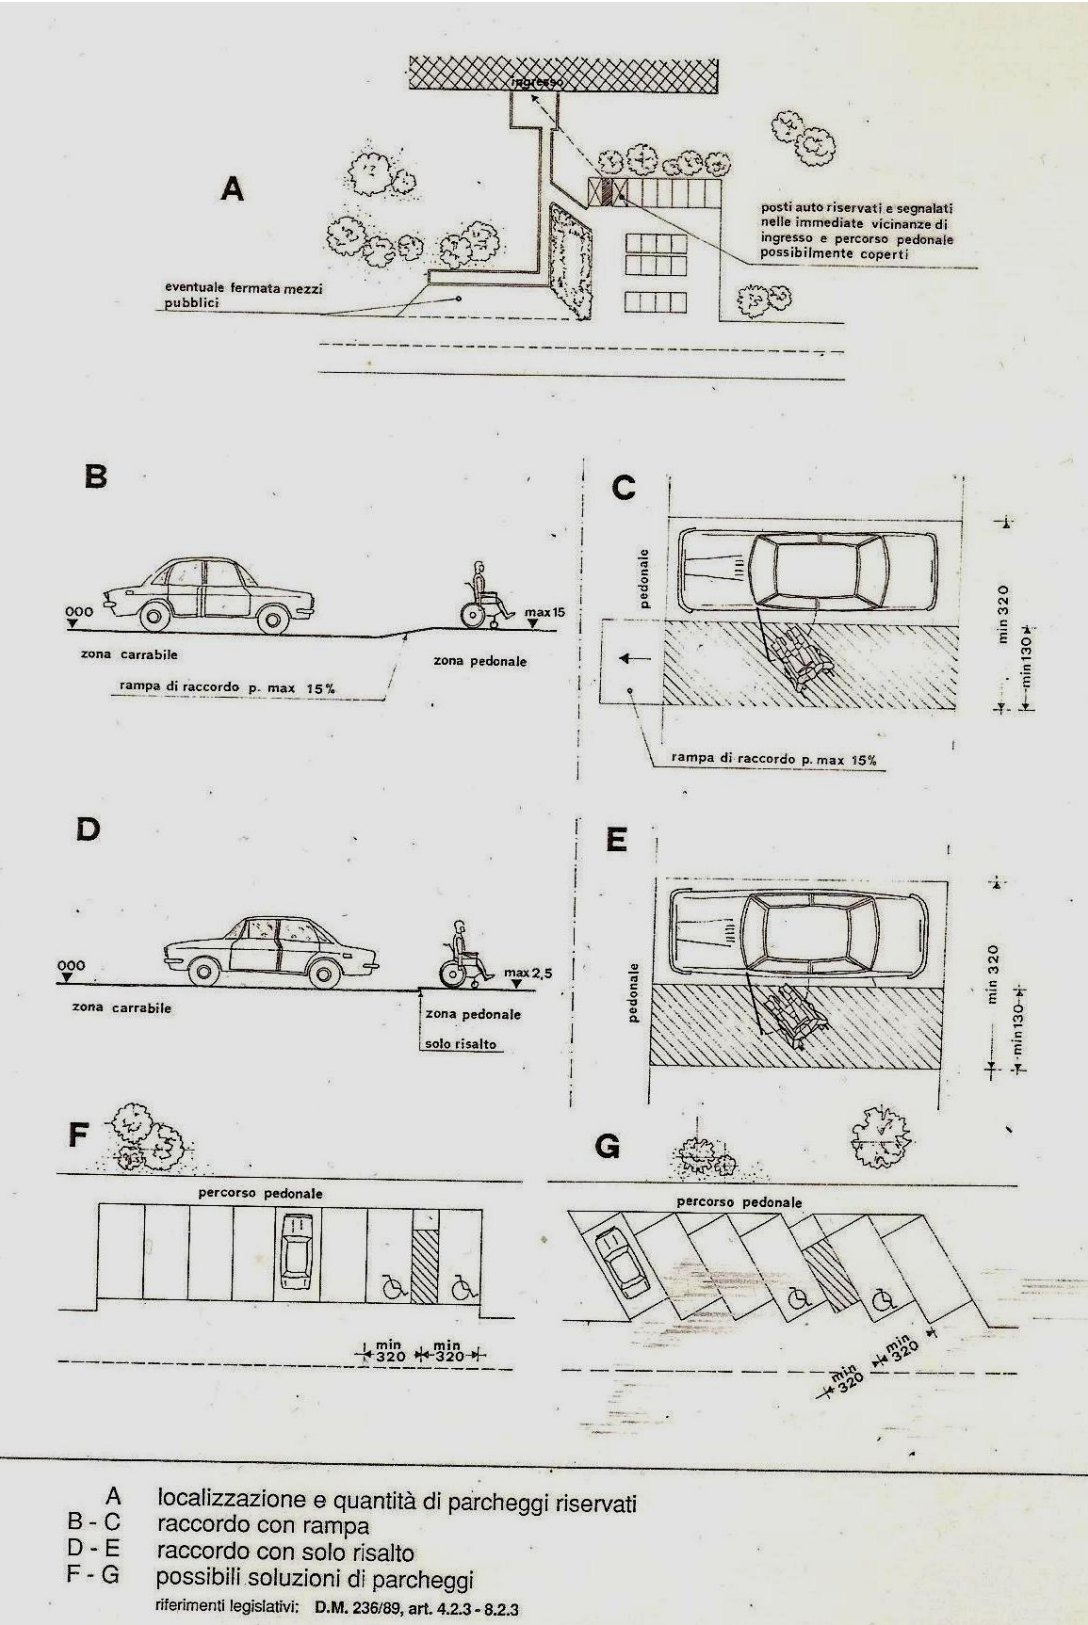 ingresso
A
posti auto riservati e segnalati
nelle immediate vicinanze di
ingresso e percorso pedonale
possibilmente coperti
eventuale fermata mezzi
pubblici
B
000
max 15
zona carrabile
zona pedonale
rampa di raccordo p. max 15%
C
pedonale
min 320
min 130
rampa di raccordo p. max 15%
D
000
max 2,5
zona carrabile
zona pedonale
solo risalto
E
pedonale
min 320
min 130
F
percorso pedonale
min
320
min
320
G
percorso pedonale
min
320
min
320
A localizzazione e quantità di parcheggi riservati
B - C raccordo con rampa
D - E raccordo con solo risalto
F - G possibili soluzioni di parcheggi
riferimenti legislativi: D.M. 236/89, art. 4.2.3 - 8.2.3